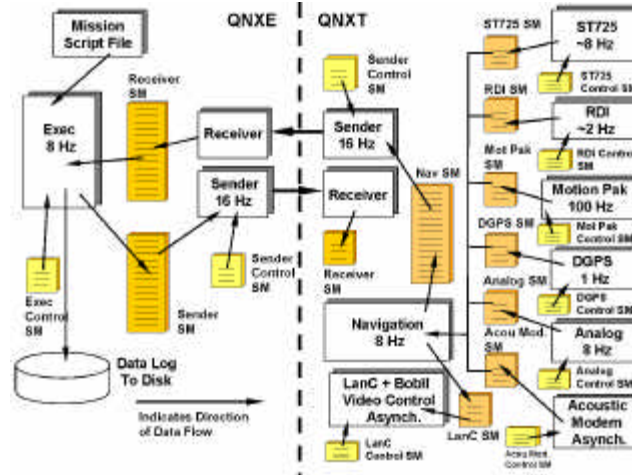 QNXE
QNXT
Mission
Script File
Receiver
SM
Exec
8 Hz
Receiver
Sender
16 Hz
Exec
Control
SM
Sender
SM
Sender
Control
SM
Data Log
To Disk
Indicates Direction
of Data Flow
Sender
Control
SM
Sender
16 Hz
Receiver
Receiver
SM
Nav SM
Navigation
8 Hz
LanC + Bobll
Video Control
Asynch.
LanC
Control SM
LanC SM
ST725 SM
ST725
~8 Hz
ST725
Control SM
RDI SM
RDI
~2 Hz
RDI Control
SM
Mot Pak
SM
Motion Pak
100 Hz
Mot Pak
Control SM
DGPS SM
DGPS
1 Hz
DGPS
Control SM
Analog SM
Analog
8 Hz
Analog
Control SM
Acou Mod.
SM
Acoustic
Modem
Asynch.
Acou Mod.
Control SM